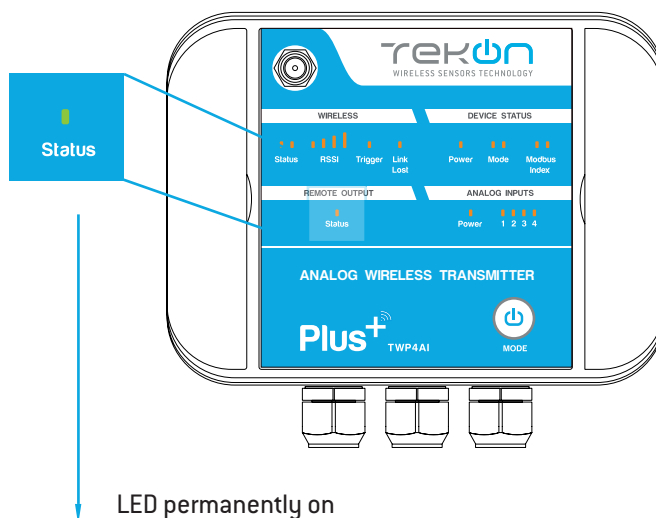 TEKON
WIRELESS SENSORS TECHNOLOGY
WIRELESS
DEVICE STATUS
Status
RSSI
Trigger
Link
Lost
Power
Mode
Modbus
Index
Status
REMOTE OUTPUT
ANALOG INPUTS
Status
Power
1 2 3 4
ANALOG WIRELESS TRANSMITTER
Plus+
TWP4AI
MODE
LED permanently on